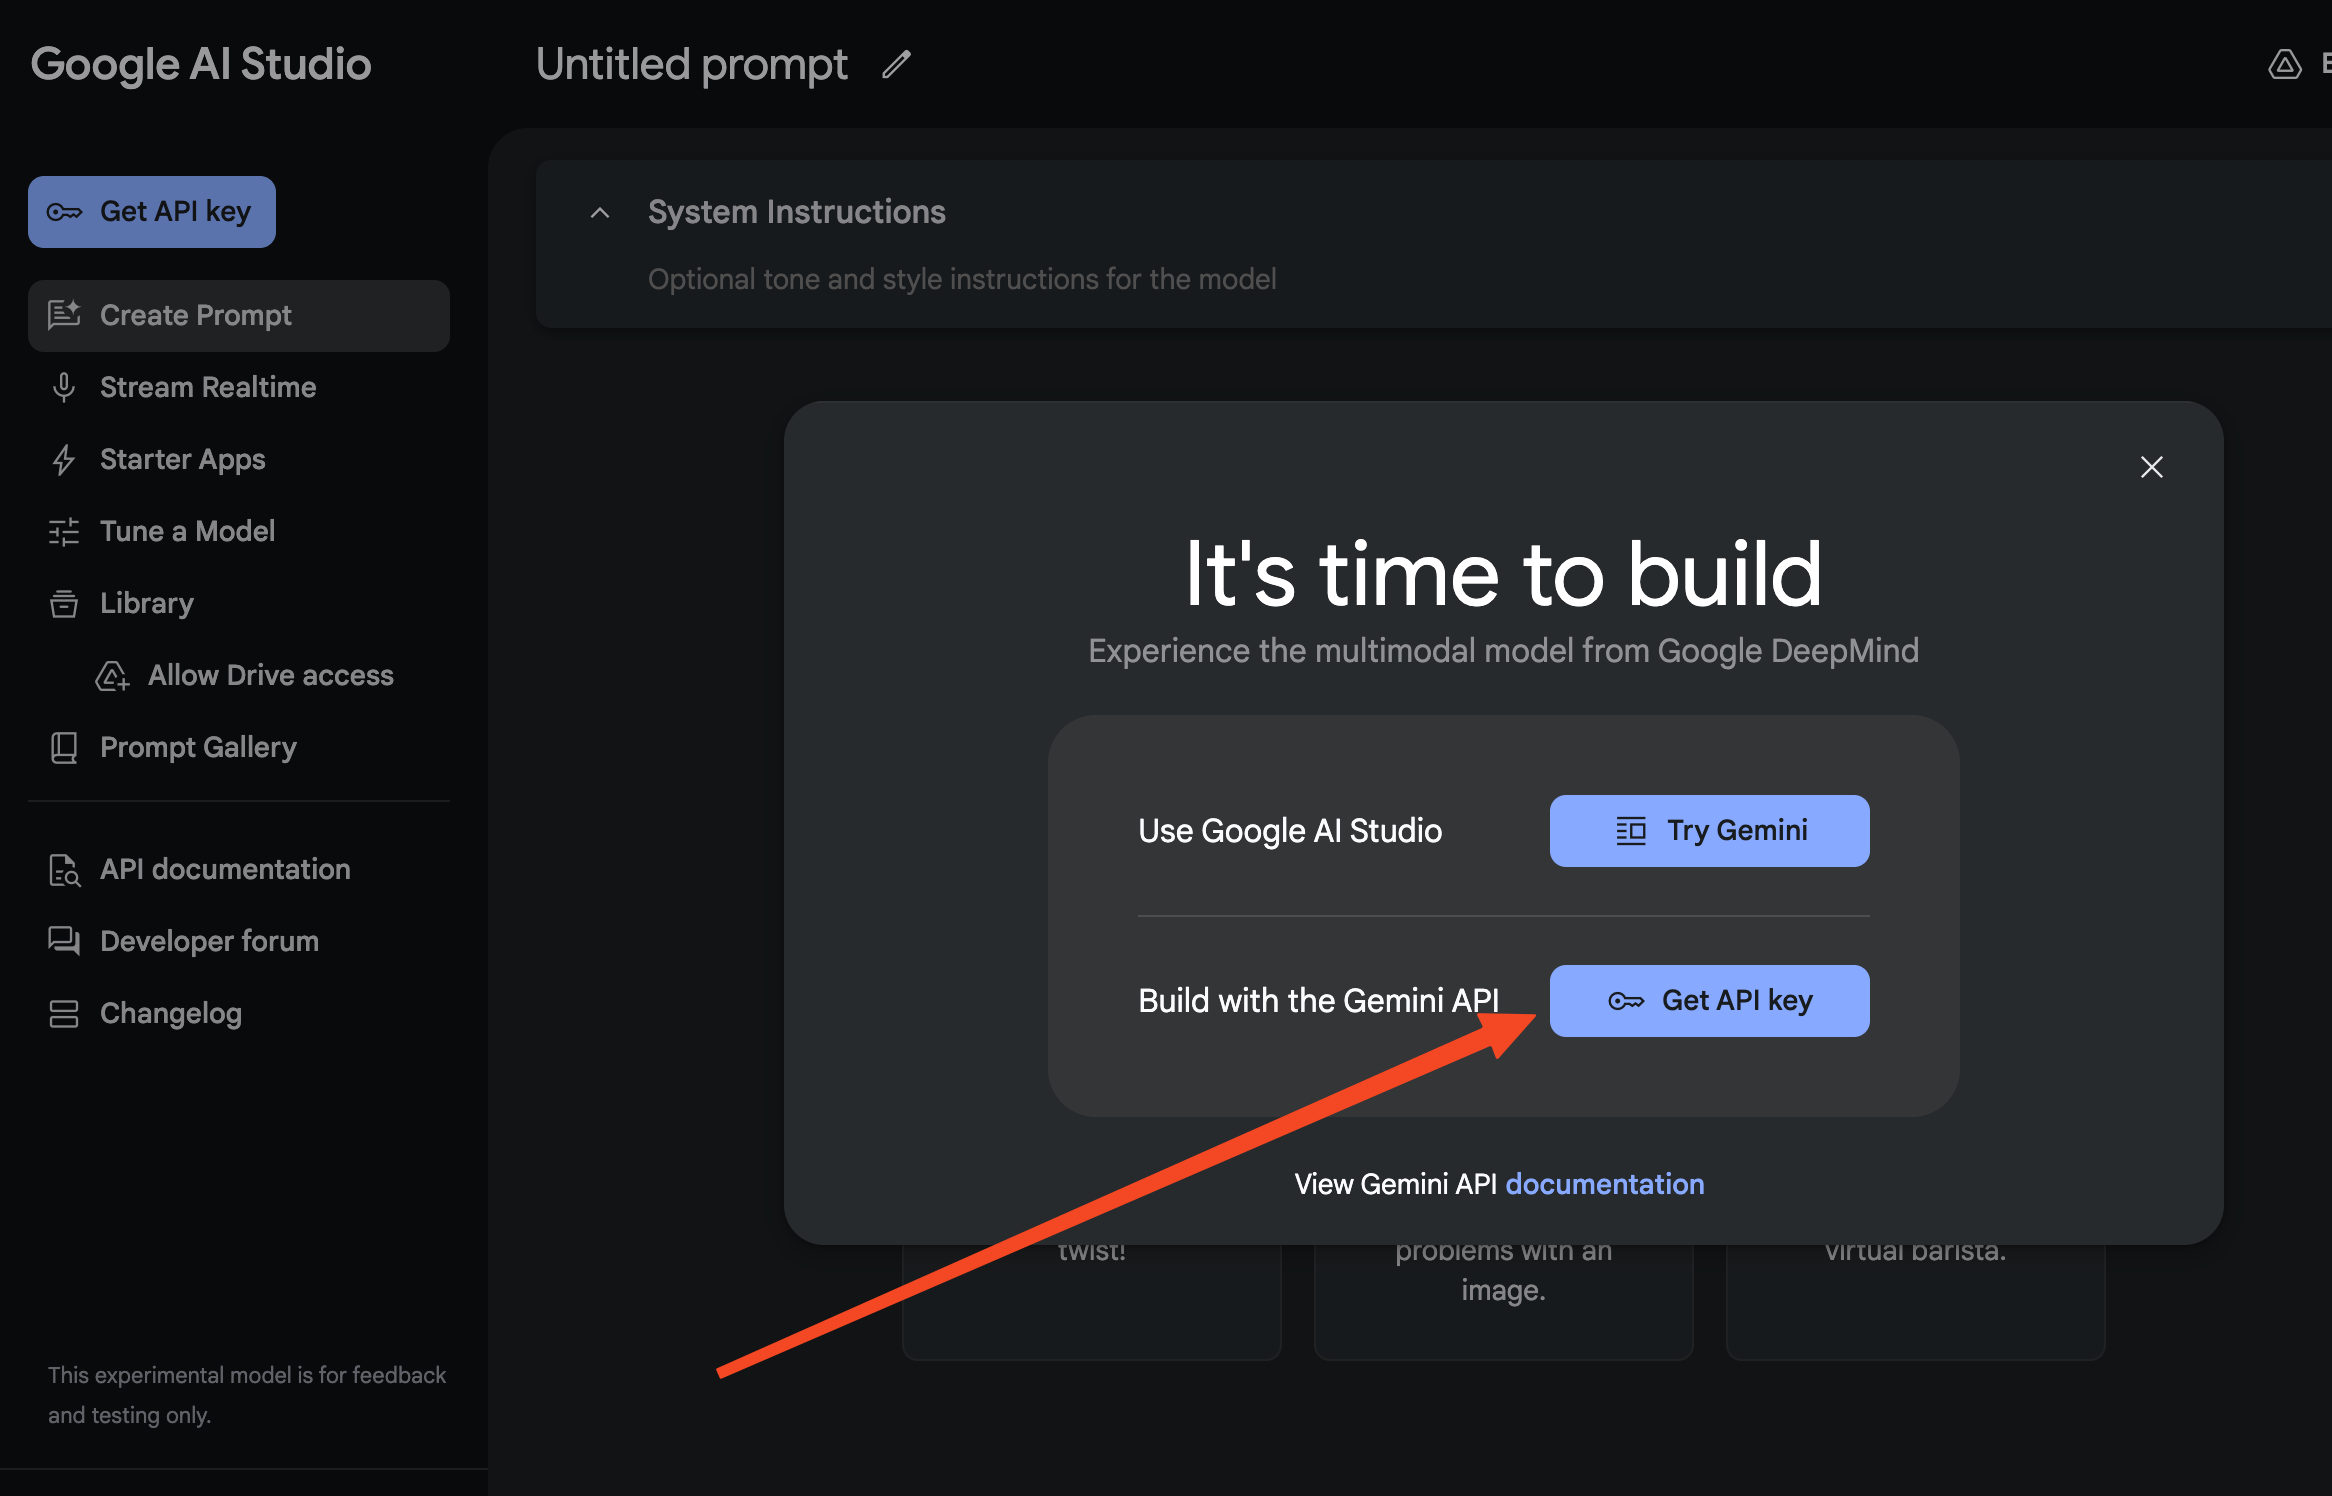 Google AI Studio
Untitled prompt
Get API key
Create Prompt
Stream Realtime
Starter Apps
Tune a Model
Library
Allow Drive access
Prompt Gallery
API documentation
Developer forum
Changelog
This experimental model is for feedback
and testing only.
System Instructions
Optional tone and style instructions for the model
It's time to build
Experience the multimodal model from Google DeepMind
Use Google AI Studio
Try Gemini
Build with the Gemini API
Get API key
View Gemini API documentation
twist!
problems with an
image.
virtual barista.